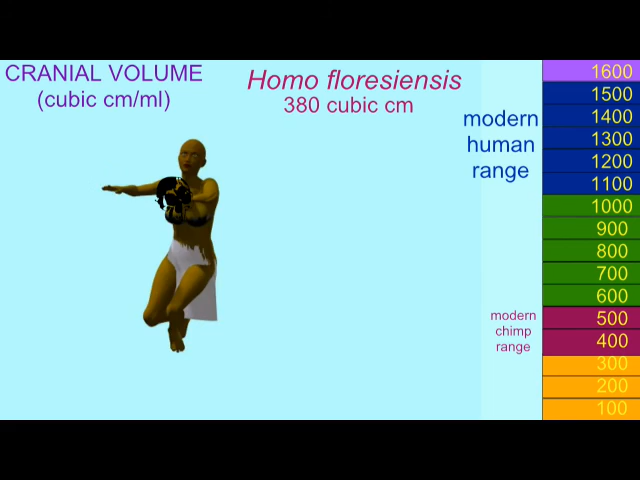 CRANIAL VOLUME
(cubic cm/ml)
Homo floresiensis
380 cubic cm
modern
human
range
modern
chimp
range
1600
1500
1400
1300
1200
1100
1000
900
800
700
600
500
400
300
200
100